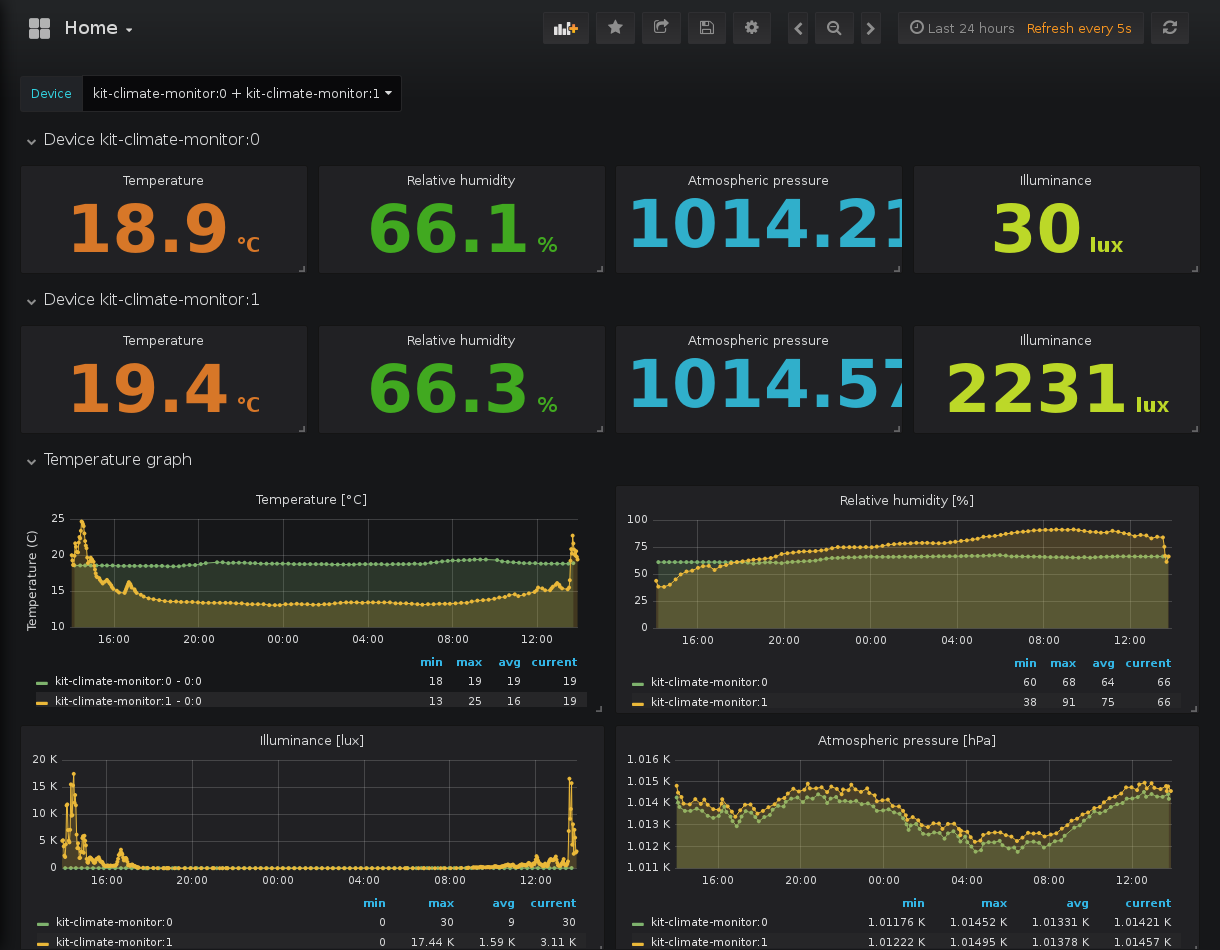 Home
Last 24 hours Refresh every 5s
Device kit-climate-monitor:0 + kit-climate-monitor:1
Device kit-climate-monitor:0
Temperature Relative humidity Atmospheric pressure Illuminance
18.9 °C 66.1 % 1014.21 30 lux
Device kit-climate-monitor:1
Temperature Relative humidity Atmospheric pressure Illuminance
19.4 °C 66.3 % 1014.57 2231 lux
Temperature graph
Temperature [°C]
Temperature (C)
25
20
15
10
16:00 20:00 00:00 04:00 08:00 12:00
min max avg current
kit-climate-monitor:0 - 0:0 18 19 19 19
kit-climate-monitor:1 - 0:0 13 25 16 19
Relative humidity [%]
100
75
50
25
0
16:00 20:00 00:00 04:00 08:00 12:00
min max avg current
kit-climate-monitor:0 60 68 64 66
kit-climate-monitor:1 38 91 75 66
Illuminance [lux]
20 K
15 K
10 K
5 K
0
16:00 20:00 00:00 04:00 08:00 12:00
min max avg current
kit-climate-monitor:0 0 30 9 30
kit-climate-monitor:1 0 17.44 K 1.59 K 3.11 K
Atmospheric pressure [hPa]
1.016 K
1.015 K
1.014 K
1.013 K
1.012 K
1.011 K
16:00 20:00 00:00 04:00 08:00 12:00
min max avg current
kit-climate-monitor:0 1.01176 K 1.01452 K 1.01331 K 1.01421 K
kit-climate-monitor:1 1.01222 K 1.01495 K 1.01378 K 1.01457 K